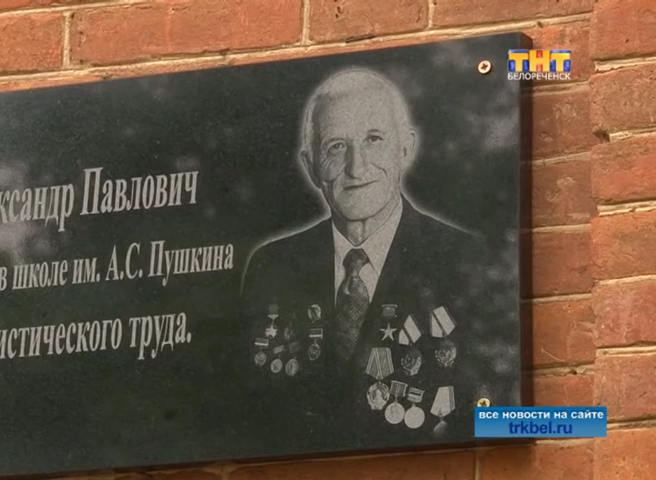 ксандр Павлович
в школе им. А.С. Пушкина
истического труда.
ТНТ
БЕЛОРЕЧЕНСК
все новости на сайте
trkbel.ru